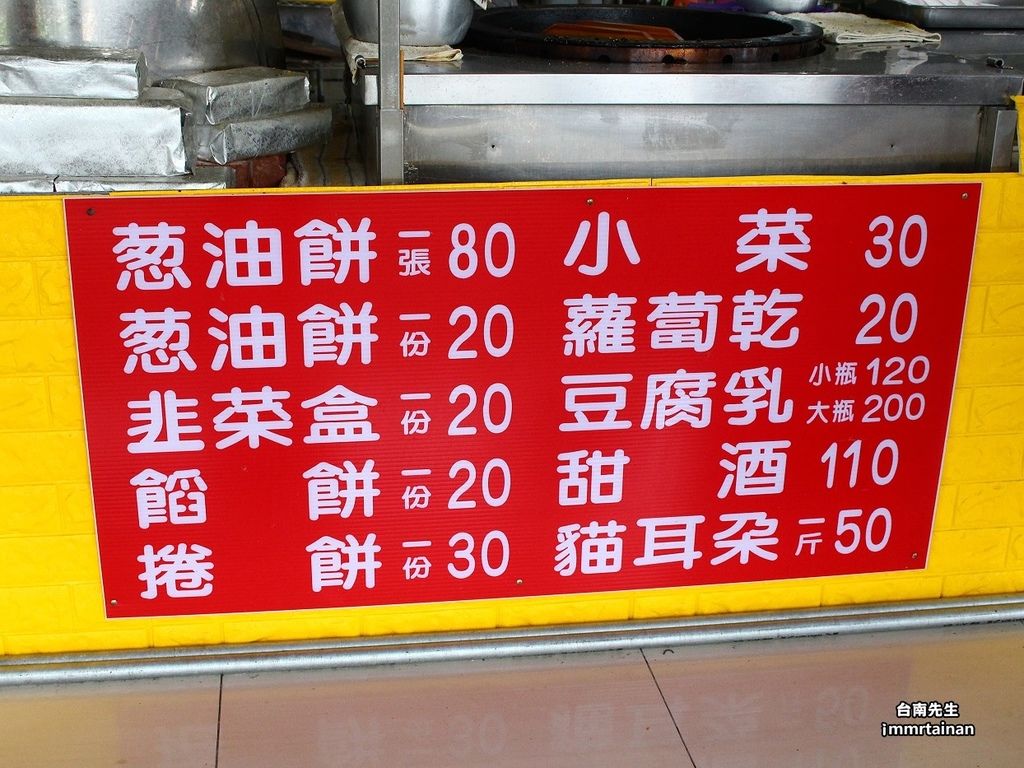 葱油餅 一張 80
葱油餅 一份 20
韭菜盒 一份 20
餡餅 一份 20
捲餅 一份 30
小菜 30
蘿蔔乾 20
豆腐乳 小瓶 120
大瓶 200
甜酒 110
貓耳朵 一斤 50
台南先生
immrtainan